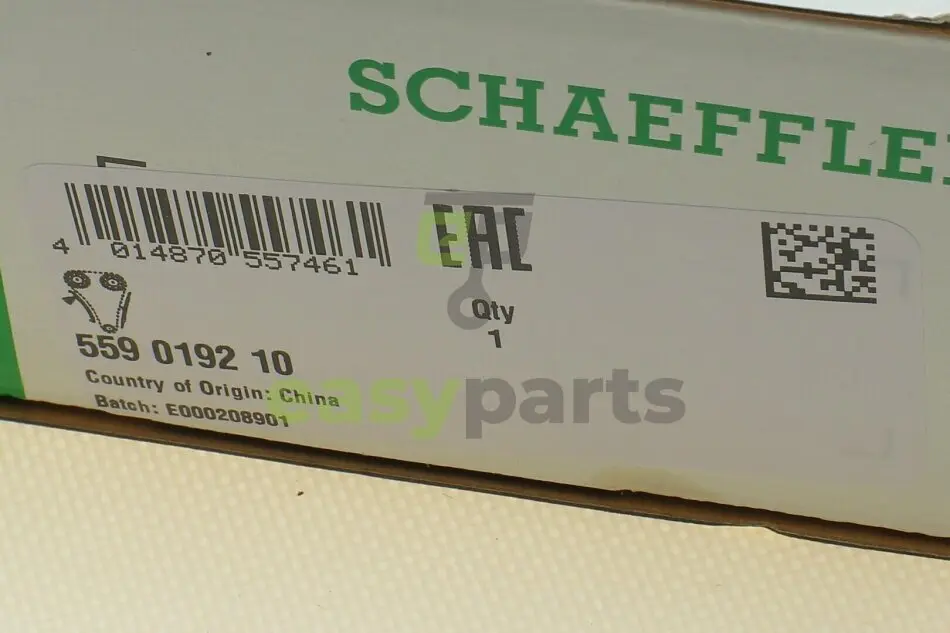 SCHAEFFLE
EAC
4 014870 557461
Qty
1
559 0192 10
Country of Origin: China
Batch: E000208901
easyparts